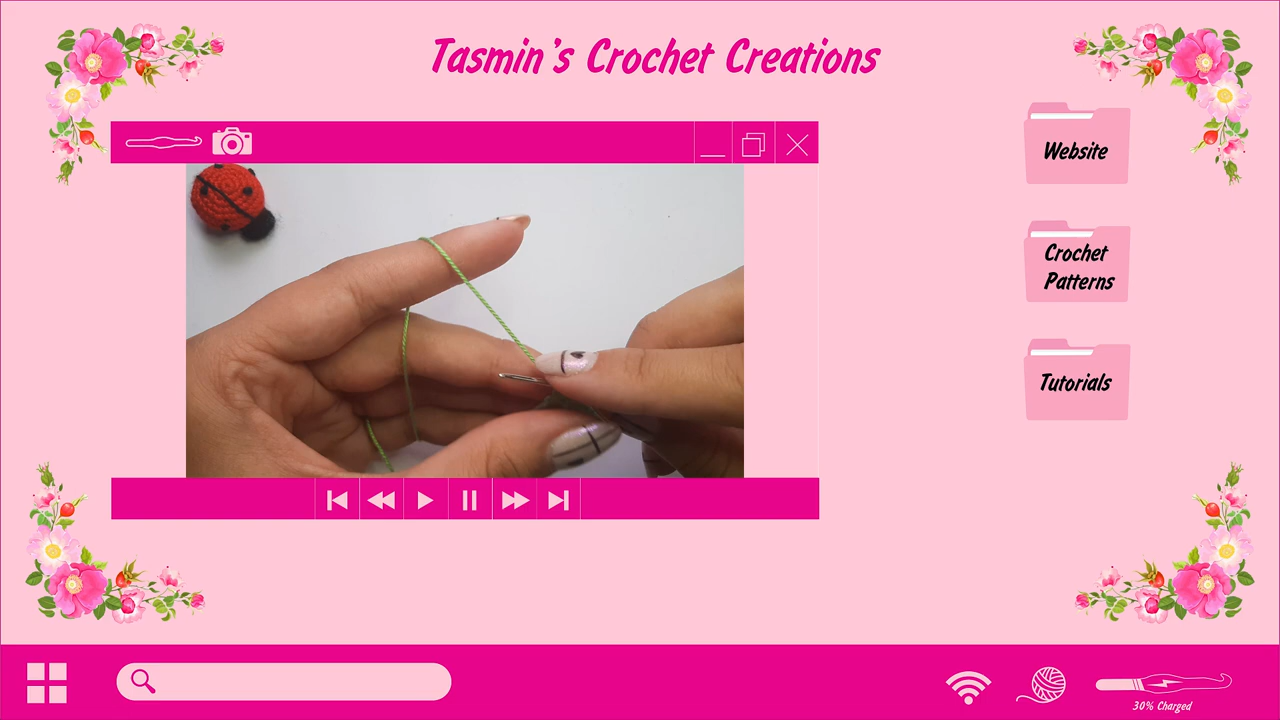 Tasmin's Crochet Creations
Website
Crochet
Patterns
Tutorials
30% Charged